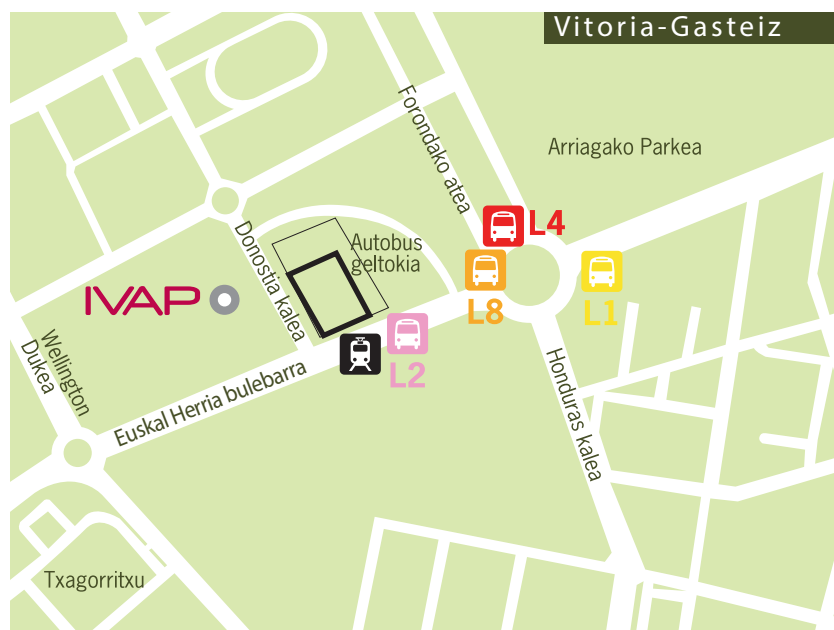 Vitoria-Gasteiz
Forondako atea
Arriagako Parkea
L4
Donostia kalea
Autobus
geltokia
IVAP
L8
L1
Wellington
Dukea
L2
Euskal Herria bulebarra
Honduras kalea
Txagorritxu